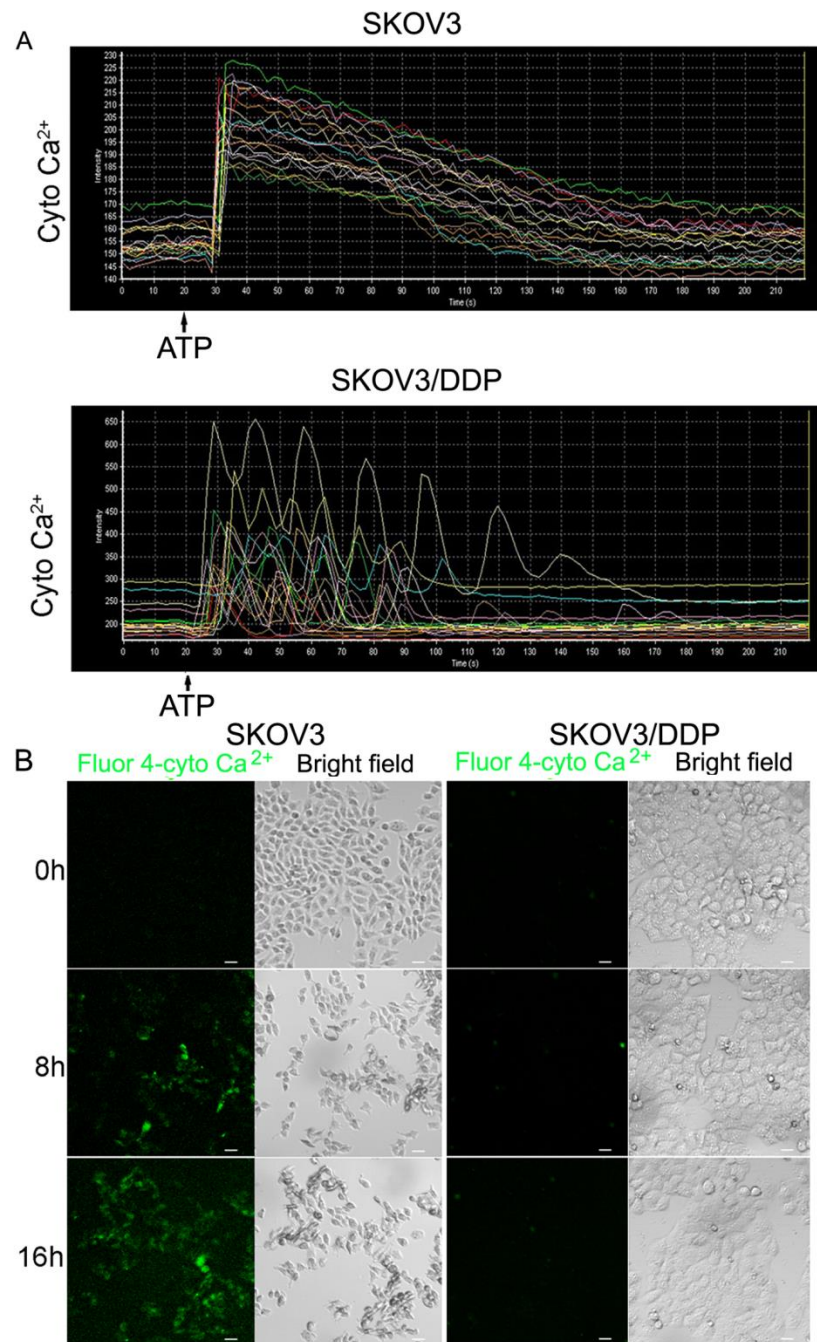 A
SKOV3
Cyto Ca²⁺
Intensity
230
225
220
215
210
205
200
195
190
185
180
175
170
165
160
155
150
145
140
0 10 20 30 40 50 60 70 80 90 100 110 120 130 140 150 160 170 180 190 200 210
Time (s)
ATP
SKOV3/DDP
Cyto Ca²⁺
Intensity
650
600
550
500
450
400
350
300
250
200
0 10 20 30 40 50 60 70 80 90 100 110 120 130 140 150 160 170 180 190 200 210
Time (s)
ATP
B
SKOV3 SKOV3/DDP
Fluor 4-cyto Ca²⁺ Bright field Fluor 4-cyto Ca²⁺ Bright field
0h
8h
16h